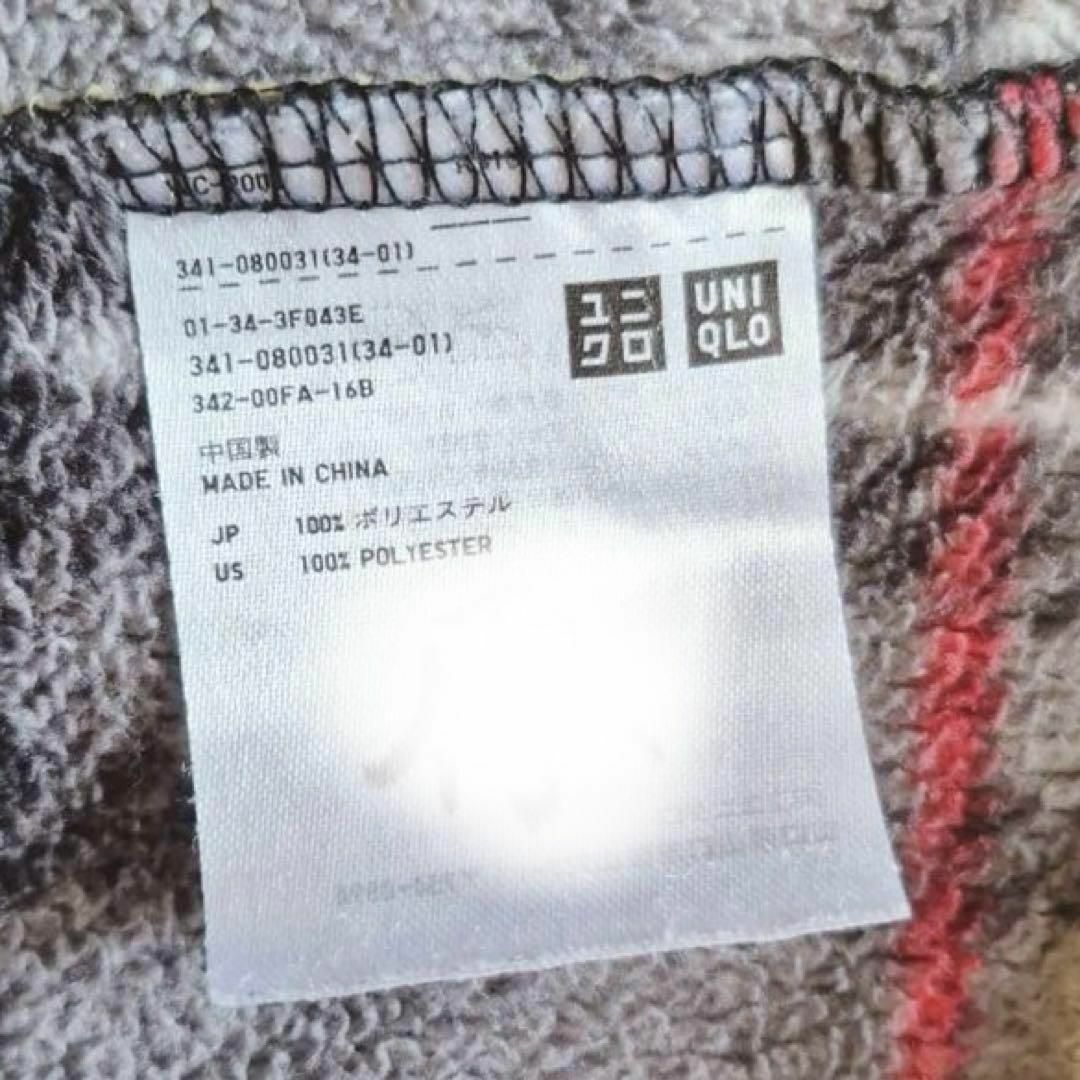 341-080031(34-01)
01-34-3F043E
341-080031(34-01)
342-00FA-16B
ユニ
クロ
UNI
QLO
中国製
MADE IN CHINA
JP 100% ポリエステル
US 100% POLYESTER